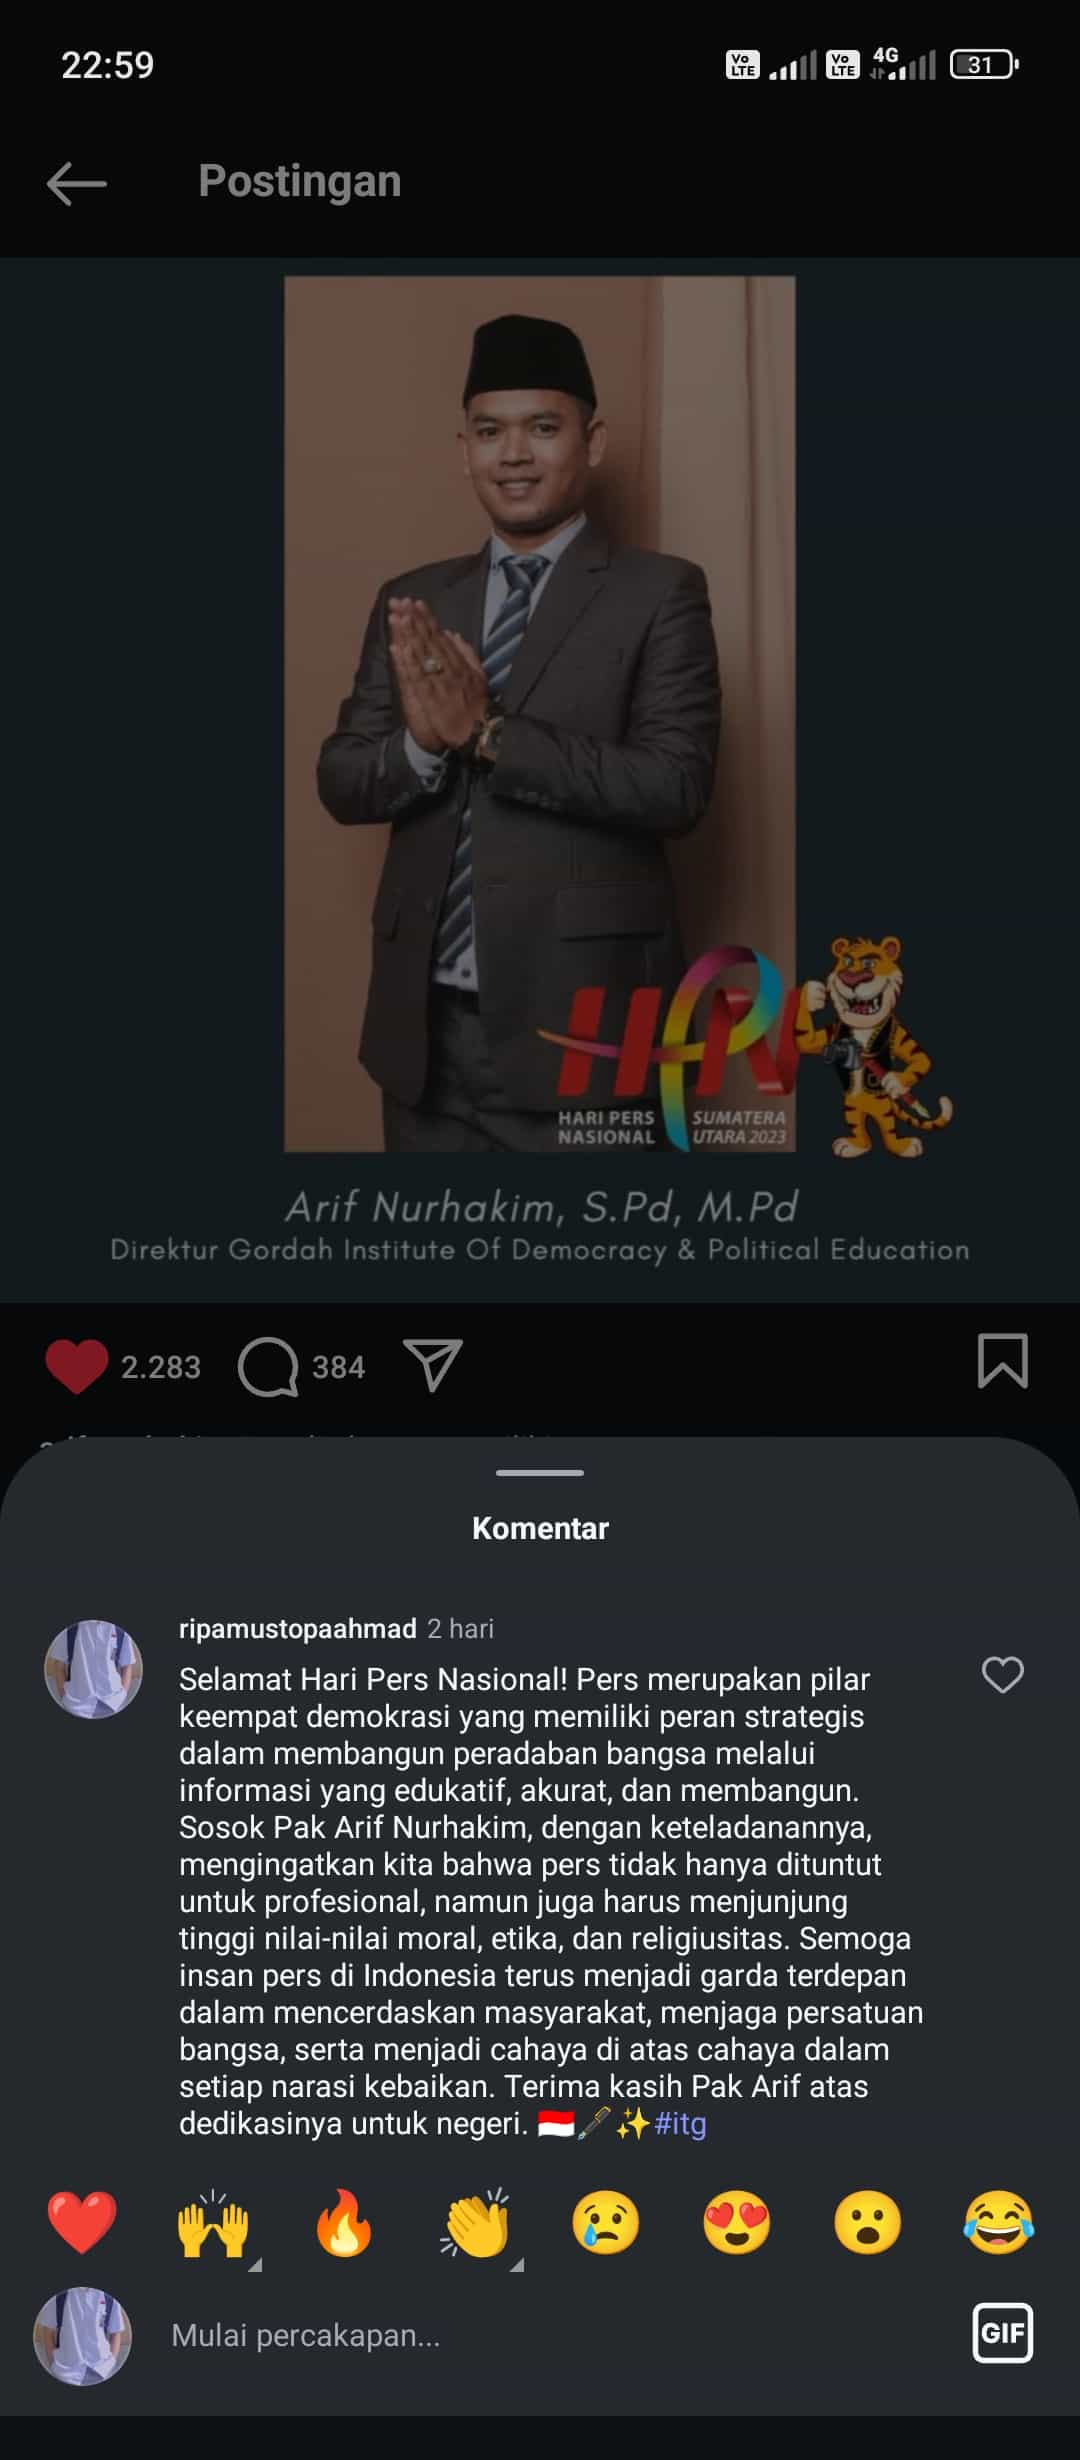 22:59
Vo
LTE
Vo
LTE
4G
31
Postingan
HPN
HARI PERS
NASIONAL
SUMATERA
UTARA 2023
Arif Nurhakim, S.Pd, M.Pd
Direktur Gordah Institute Of Democracy & Political Education
2.283
384
Komentar
ripamustopaahmad 2 hari
Selamat Hari Pers Nasional! Pers merupakan pilar
keempat demokrasi yang memiliki peran strategis
dalam membangun peradaban bangsa melalui
informasi yang edukatif, akurat, dan membangun.
Sosok Pak Arif Nurhakim, dengan keteladanannya,
mengingatkan kita bahwa pers tidak hanya dituntut
untuk profesional, namun juga harus menjunjung
tinggi nilai-nilai moral, etika, dan religiusitas. Semoga
insan pers di Indonesia terus menjadi garda terdepan
dalam mencerdaskan masyarakat, menjaga persatuan
bangsa, serta menjadi cahaya di atas cahaya dalam
setiap narasi kebaikan. Terima kasih Pak Arif atas
dedikasinya untuk negeri. 🇮🇩🖋️✨#itg
Mulai percakapan...
GIF